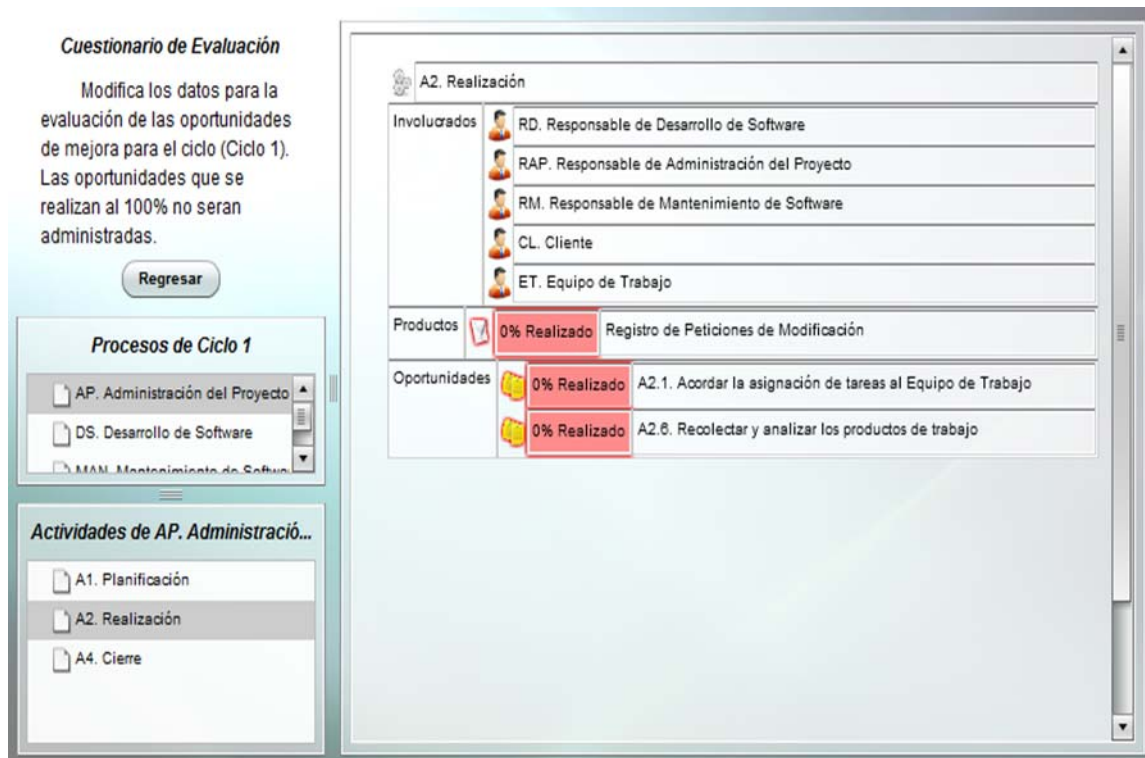 Cuestionario de Evaluación
Modifica los datos para la
evaluación de las oportunidades
de mejora para el ciclo (Ciclo 1).
Las oportunidades que se
realizan al 100% no seran
administradas.
Regresar
Procesos de Ciclo 1
AP. Administración del Proyecto
DS. Desarrollo de Software
MAN. Mantenimiento de Softwa
Actividades de AP. Administració...
A1. Planificación
A2. Realización
A4. Cierre
A2. Realización
Involucrados
RD. Responsable de Desarrollo de Software
RAP. Responsable de Administración del Proyecto
RM. Responsable de Mantenimiento de Software
CL. Cliente
ET. Equipo de Trabajo
Productos 0% Realizado Registro de Peticiones de Modificación
Oportunidades 0% Realizado A2.1. Acordar la asignación de tareas al Equipo de Trabajo
0% Realizado A2.6. Recolectar y analizar los productos de trabajo